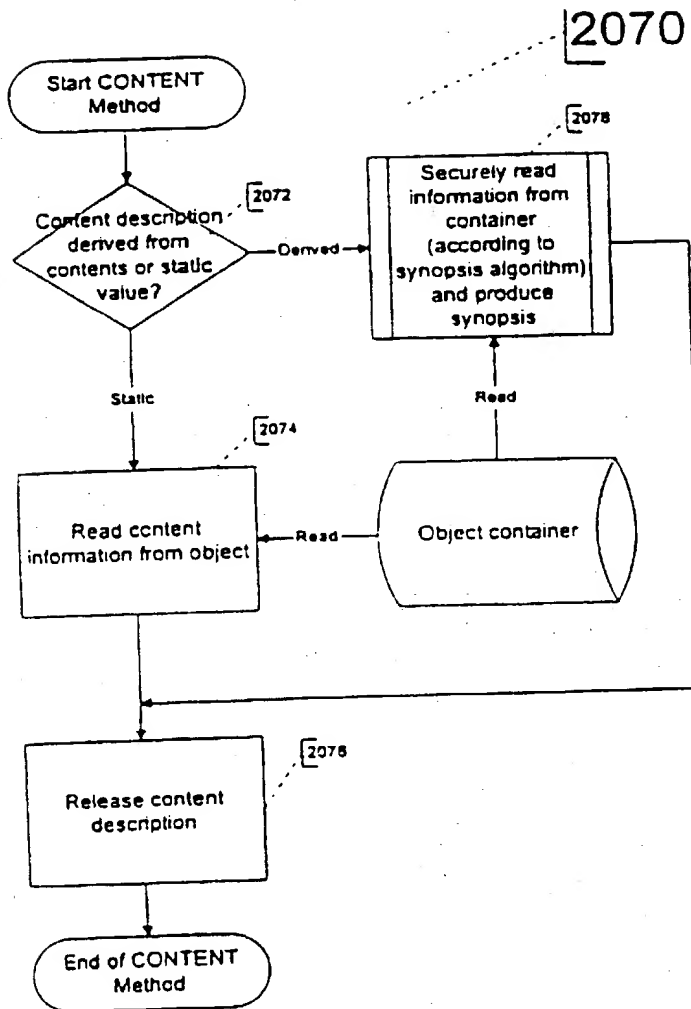 2070
Start CONTENT
Method
2078
2072
Content description
derived from
contents or static
value?
Derived
Securely read
information from
container
(according to
synopsis algorithm)
and produce
synopsis
Static
Read
2074
Read content
information from object
Read
Object container
2076
Release content
description
End of CONTENT
Method